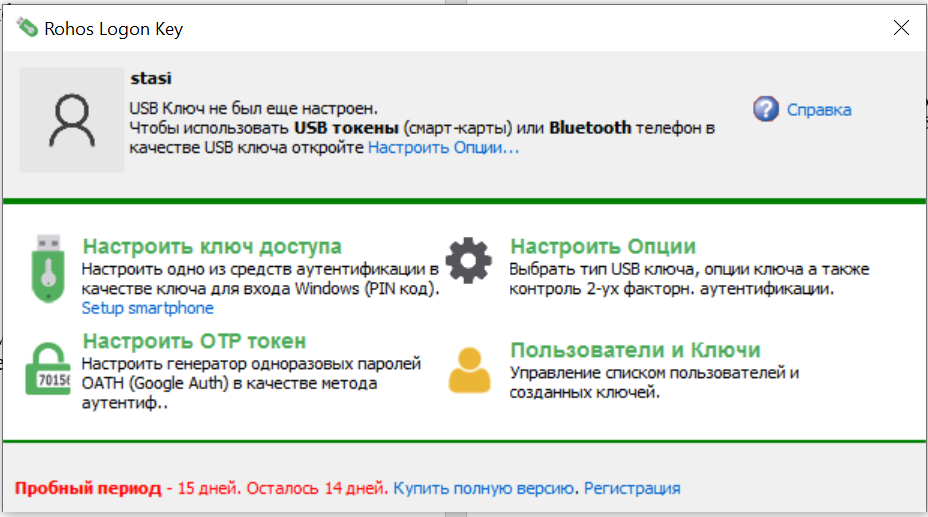 Rohos Logon Key
stasi
USB Ключ не был еще настроен.
Чтобы использовать USB токены (смарт-карты) или Bluetooth телефон в
качестве USB ключа откройте Настроить Опции...
Справка
Настроить ключ доступа
Настроить одно из средств аутентификации в
качестве ключа для входа Windows (PIN код).
Setup smartphone
Настроить Опции
Выбрать тип USB ключа, опции ключа а также
контроль 2-ух факторн. аутентификации.
Настроить OTP токен
Настроить генератор одноразовых паролей
OATH (Google Auth) в качестве метода
аутентиф..
70156
Пользователи и Ключи
Управление списком пользователей и
созданных ключей.
Пробный период - 15 дней. Осталось 14 дней. Купить полную версию. Регистрация